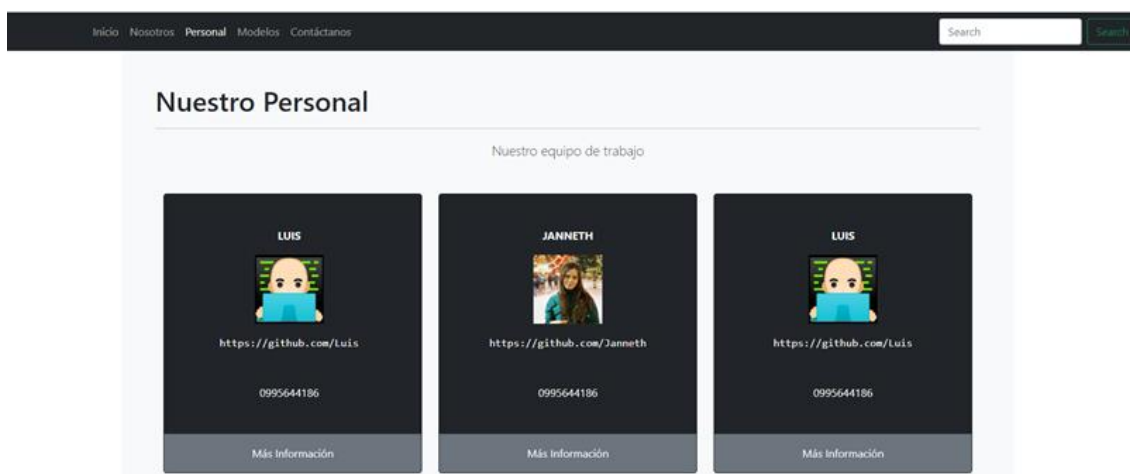 Inicio Nosotros Personal Modelos Contáctanos Search Search
Nuestro Personal
Nuestro equipo de trabajo
LUIS
https://github.com/Luis
0995644186
Más Información
JANNETH
https://github.com/Janneth
0995644186
Más Información
LUIS
https://github.com/Luis
0995644186
Más Información